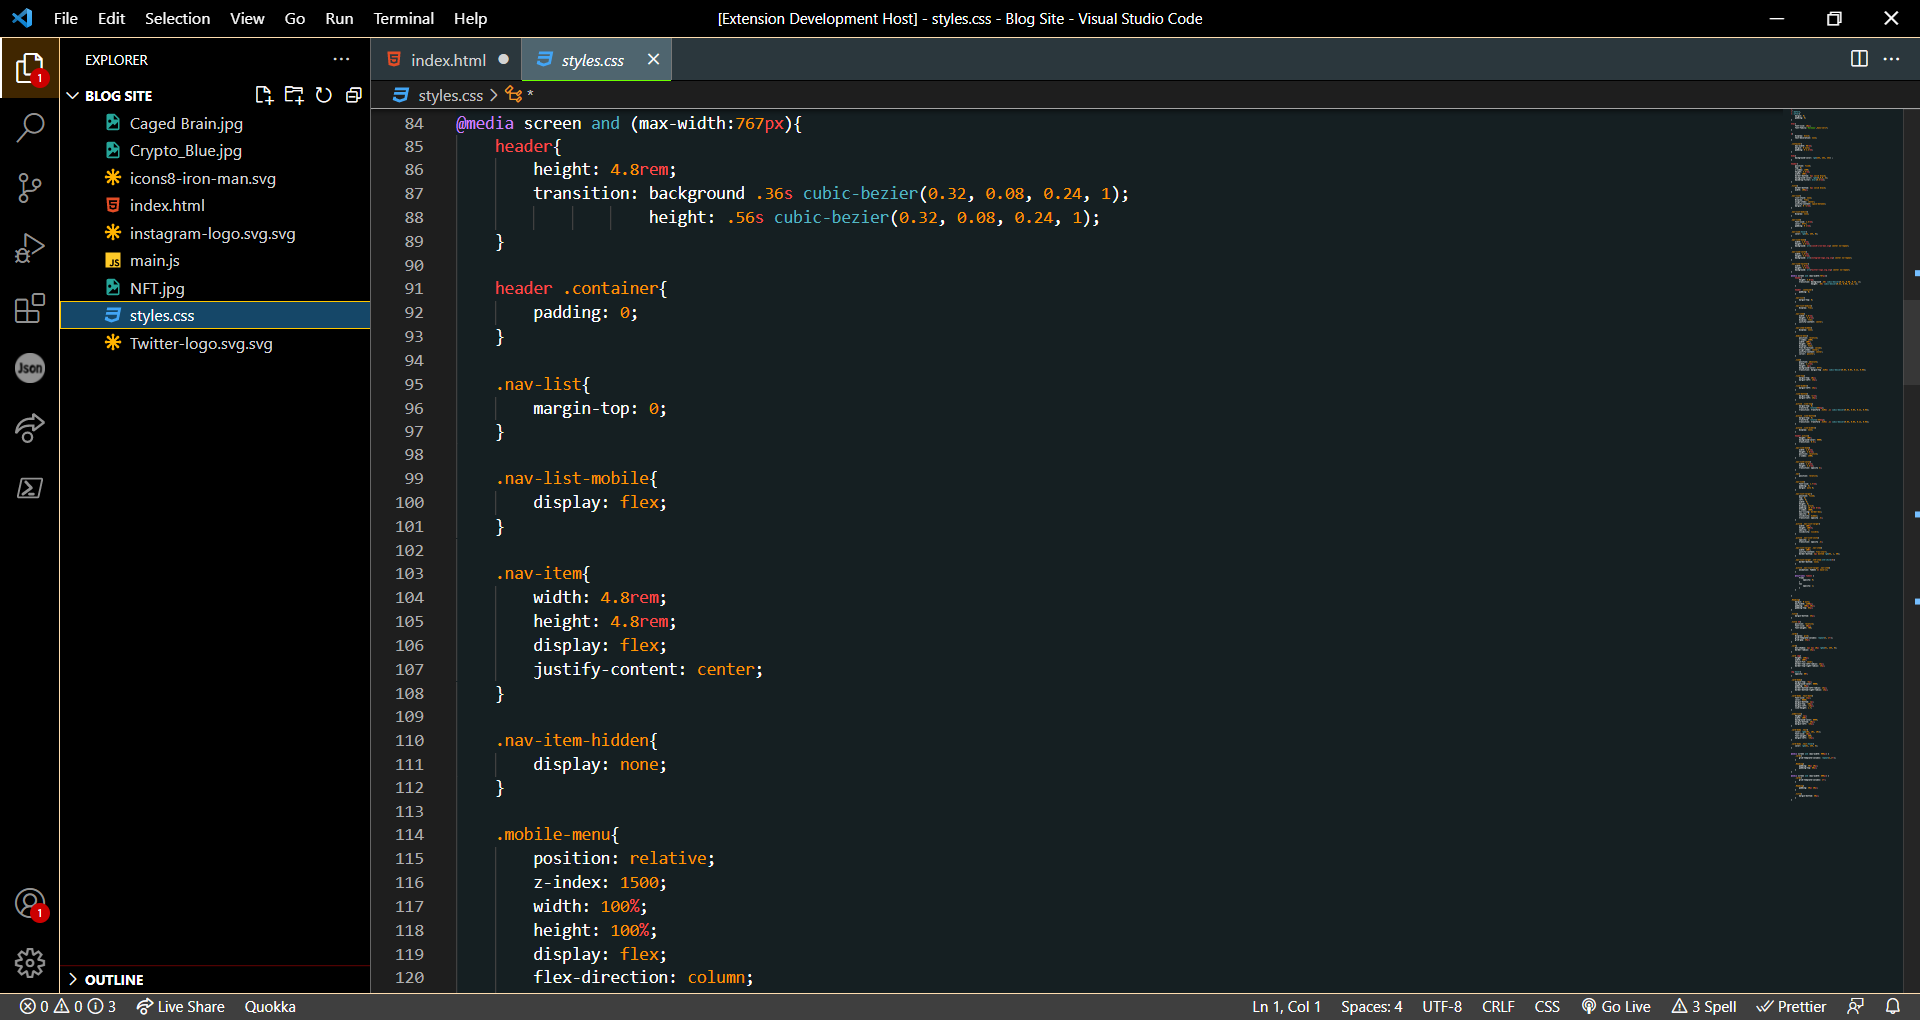 File Edit Selection View Go Run Terminal Help
[Extension Development Host] - styles.css - Blog Site - Visual Studio Code
EXPLORER
BLOG SITE
Caged Brain.jpg
Crypto_Blue.jpg
icons8-iron-man.svg
index.html
instagram-logo.svg.svg
JS main.js
NFT.jpg
styles.css
Twitter-logo.svg.svg
OUTLINE
1
Json
1
index.html
styles.css
styles.css > *
84 @media screen and (max-width:767px){
85 header{
86 height: 4.8rem;
87 transition: background .36s cubic-bezier(0.32, 0.08, 0.24, 1);
88 height: .56s cubic-bezier(0.32, 0.08, 0.24, 1);
89 }
90
91 header .container{
92 padding: 0;
93 }
94
95 .nav-list{
96 margin-top: 0;
97 }
98
99 .nav-list-mobile{
100 display: flex;
101 }
102
103 .nav-item{
104 width: 4.8rem;
105 height: 4.8rem;
106 display: flex;
107 justify-content: center;
108 }
109
110 .nav-item-hidden{
111 display: none;
112 }
113
114 .mobile-menu{
115 position: relative;
116 z-index: 1500;
117 width: 100%;
118 height: 100%;
119 display: flex;
120 flex-direction: column;
0 0 3 Live Share Quokka
Ln 1, Col 1 Spaces: 4 UTF-8 CRLF CSS Go Live 3 Spell Prettier